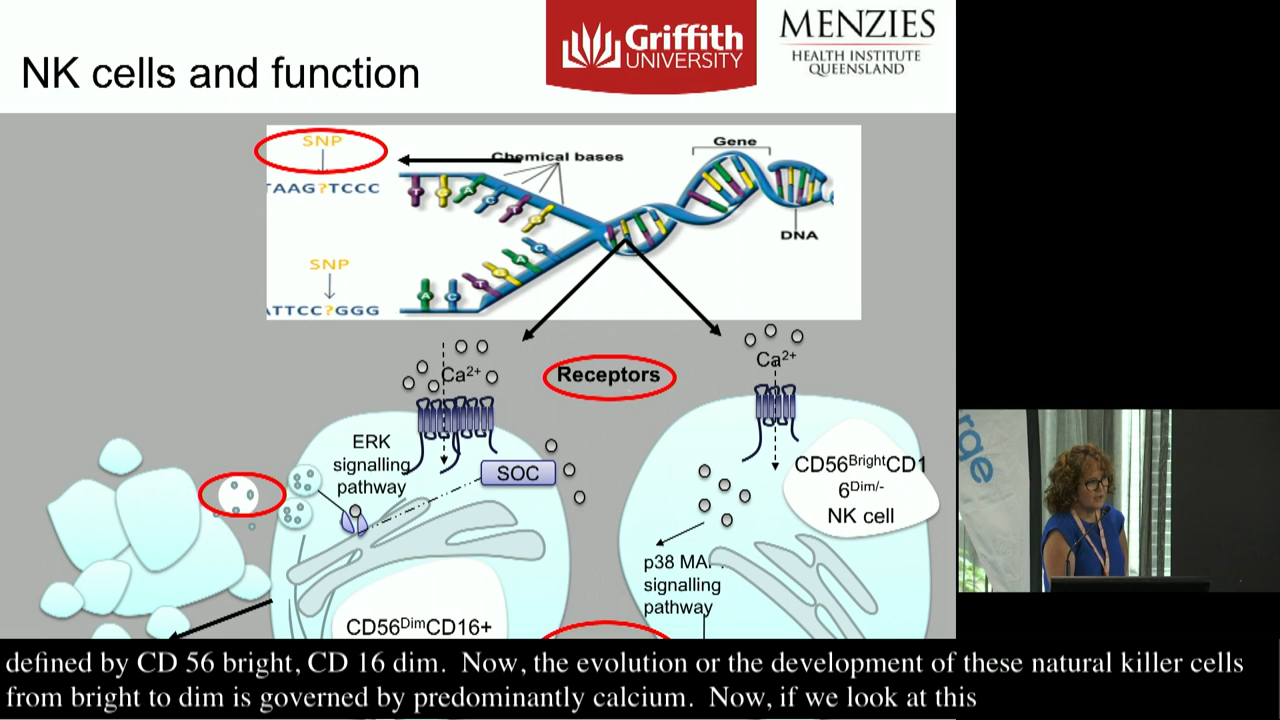 NK cells and function
Griffith
UNIVERSITY
MENZIES
HEALTH INSTITUTE
QUEENSLAND
SNP
TAAG?TCCC
Chemical bases
Gene
DNA
T G A C T G
C
A
G
T
A C
SNP
ATTCC?GGG
Ca2+
Receptors
Ca2+
ERK
signalling
pathway
SOC
CD56BrightCD1
6Dim/-
NK cell
p38 MAP
signalling
pathway
CD56DimCD16+
rge
defined by CD 56 bright, CD 16 dim. Now, the evolution or the development of these natural killer cells
from bright to dim is governed by predominantly calcium. Now, if we look at this